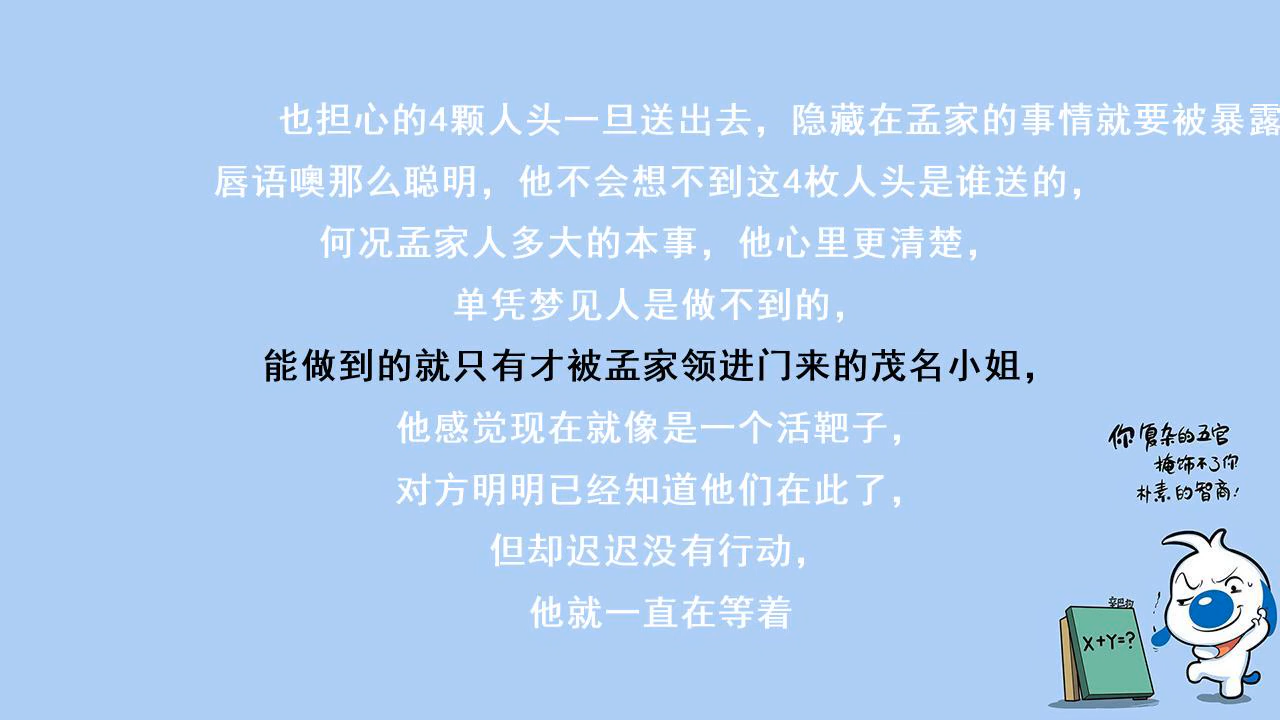 也担心的4颗人头一旦送出去，隐藏在孟家的事情就要被暴露
唇语噢那么聪明，他不会想不到这4枚人头是谁送的，
何况孟家人多大的本事，他心里更清楚，
单凭梦见人是做不到的，
能做到的就只有才被孟家领进门来的茂名小姐，
他感觉现在就像是一个活靶子，
对方明明已经知道他们在此了，
但却迟迟没有行动，
他就一直在等着
你复杂的五官
掩饰不了你
朴素的智商！
X+Y=?